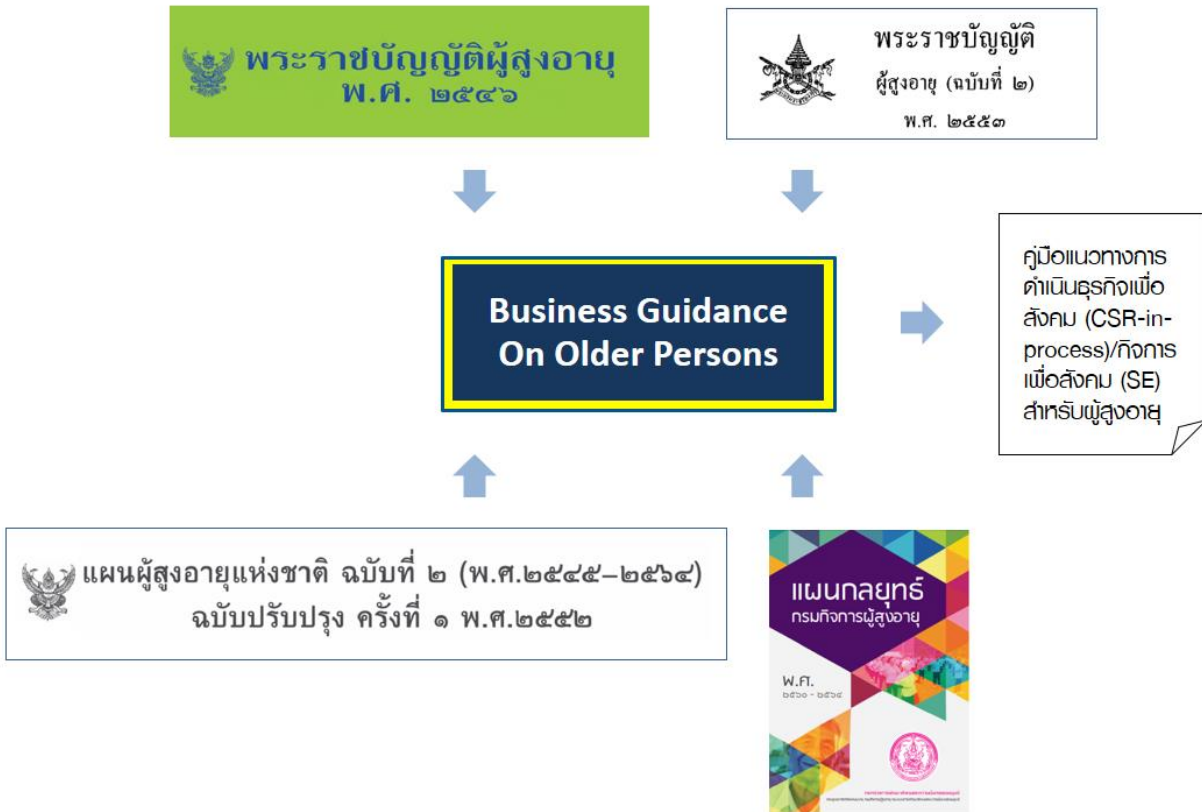 พระราชบัญญัติผู้สูงอายุ
พ.ศ. ๒๕๔๖
พระราชบัญญัติ
ผู้สูงอายุ (ฉบับที่ ๒)
พ.ศ. ๒๕๕๓
Business Guidance
On Older Persons
คู่มือแนวทางการ
ดำเนินธุรกิจเพื่อ
สังคม (CSR-in-
process)/กิจการ
เพื่อสังคม (SE)
สำหรับผู้สูงอายุ
แผนผู้สูงอายุแห่งชาติ ฉบับที่ ๒ (พ.ศ.๒๕๔๕–๒๕๖๔)
ฉบับปรับปรุง ครั้งที่ ๑ พ.ศ.๒๕๕๒
แผนกลยุทธ์
กรมกิจการผู้สูงอายุ
พ.ศ.
๒๕๖๐ - ๒๕๖๔